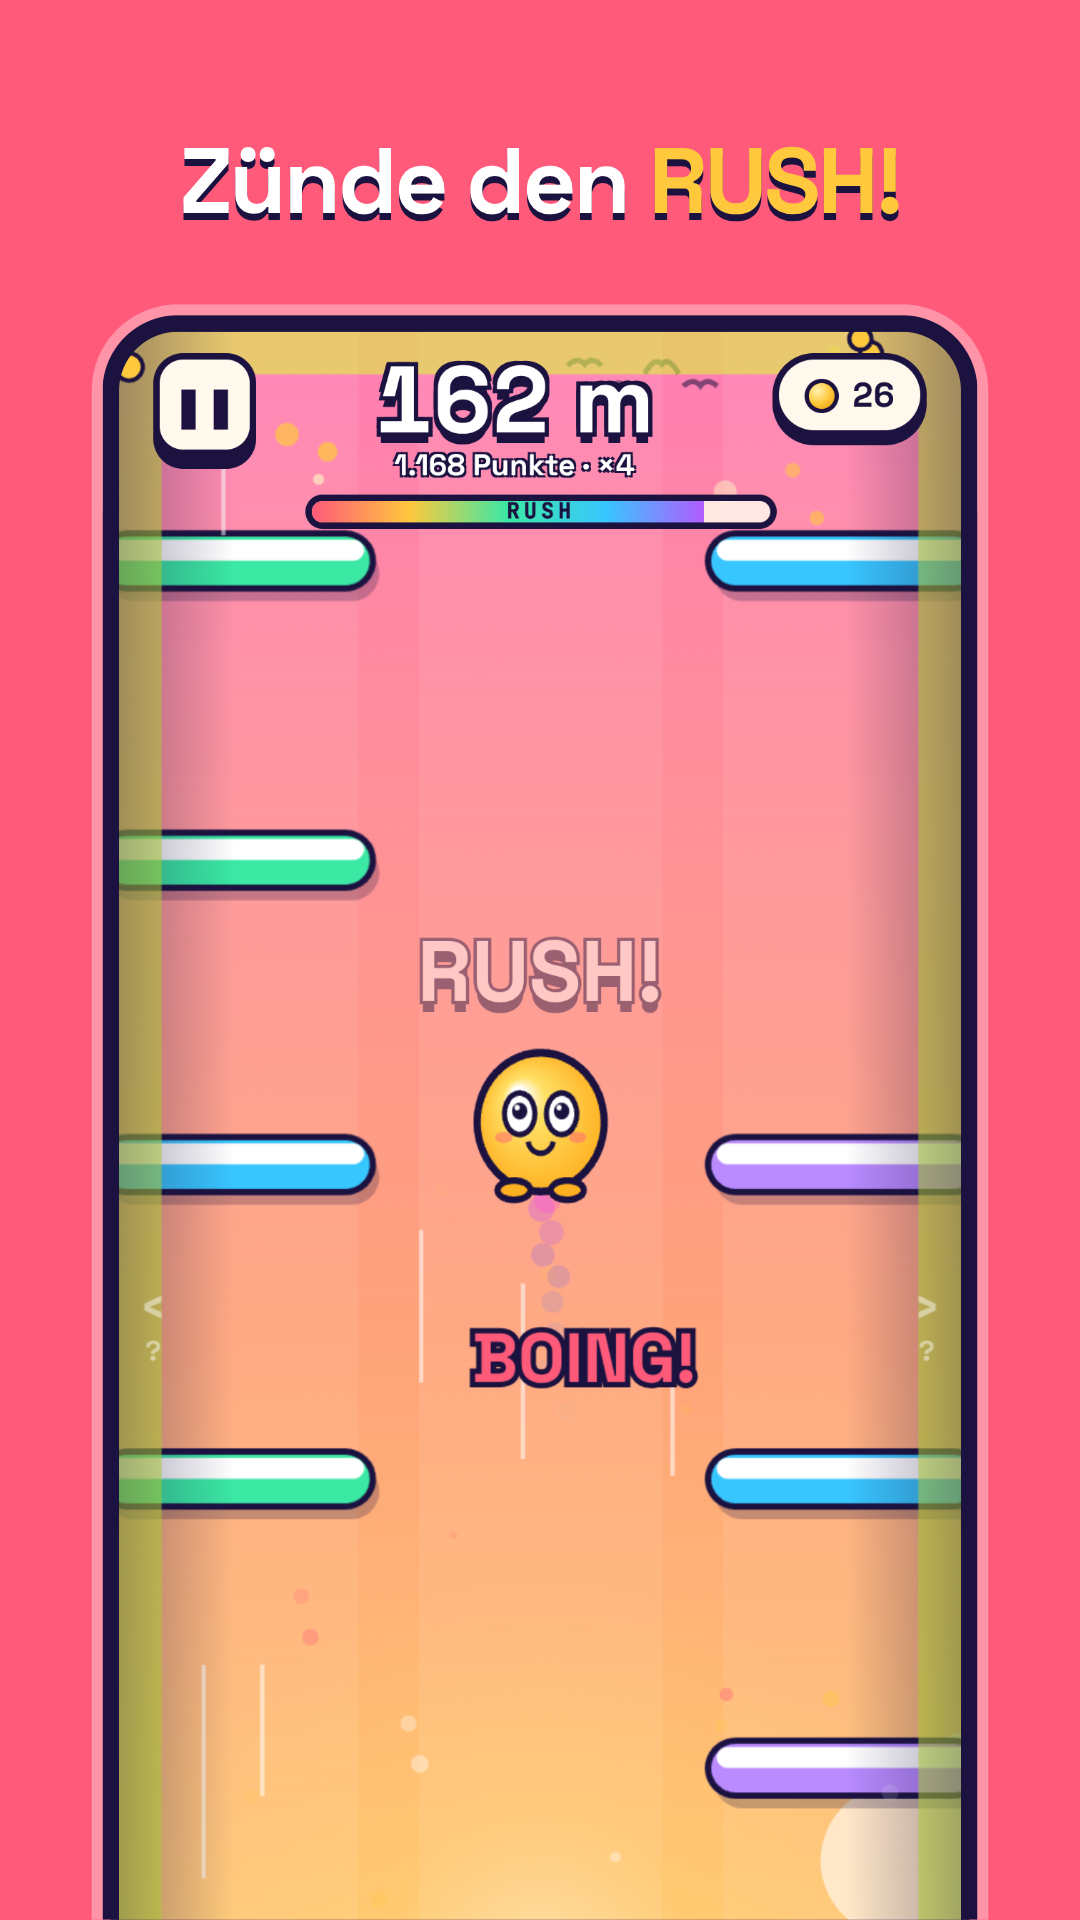 Zünde den RUSH!
162 m
26
1.168 Punkte · ×4
RUSH
RUSH!
< >
? ?
BOING!